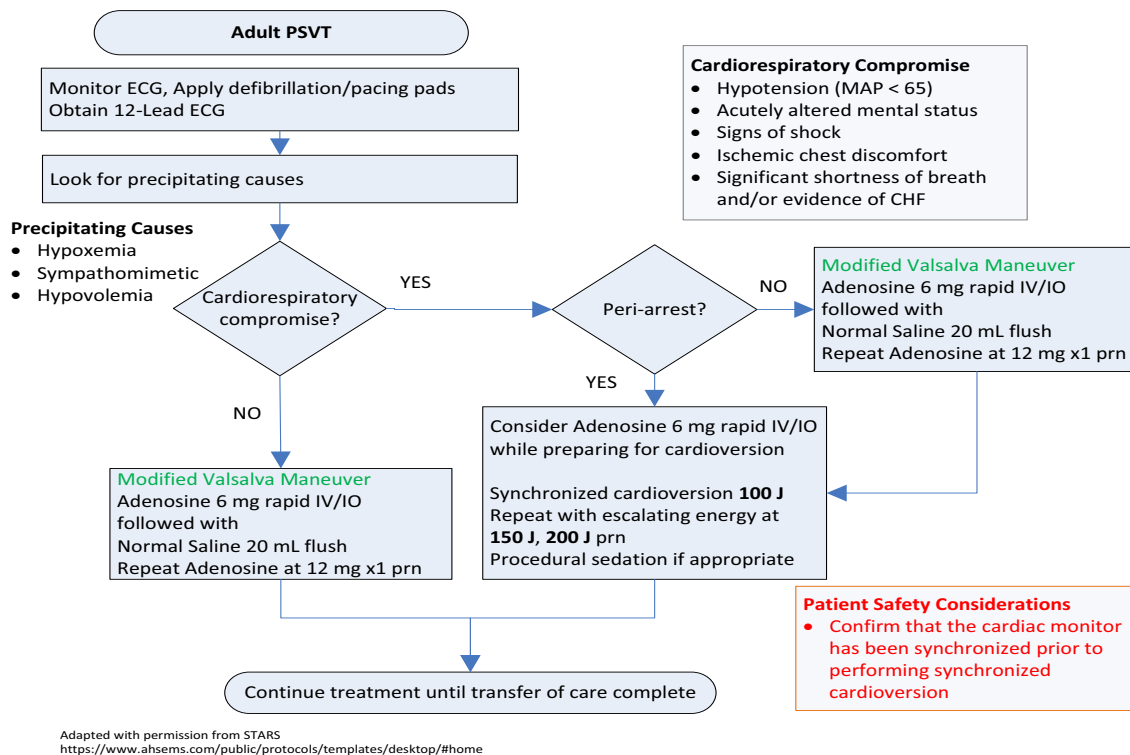 Adult PSVT
Monitor ECG, Apply defibrillation/pacing pads
Obtain 12-Lead ECG
Look for precipitating causes
Cardiorespiratory Compromise
• Hypotension (MAP < 65)
• Acutely altered mental status
• Signs of shock
• Ischemic chest discomfort
• Significant shortness of breath
and/or evidence of CHF
Precipitating Causes
• Hypoxemia
• Sympathomimetic
• Hypovolemia
Cardiorespiratory
compromise?
YES
Peri-arrest?
NO
Modified Valsalva Maneuver
Adenosine 6 mg rapid IV/IO
followed with
Normal Saline 20 mL flush
Repeat Adenosine at 12 mg x1 prn
NO
YES
Modified Valsalva Maneuver
Adenosine 6 mg rapid IV/IO
followed with
Normal Saline 20 mL flush
Repeat Adenosine at 12 mg x1 prn
Consider Adenosine 6 mg rapid IV/IO
while preparing for cardioversion
Synchronized cardioversion 100 J
Repeat with escalating energy at
150 J, 200 J prn
Procedural sedation if appropriate
Patient Safety Considerations
• Confirm that the cardiac monitor
has been synchronized prior to
performing synchronized
cardioversion
Continue treatment until transfer of care complete
Adapted with permission from STARS
https://www.ahsems.com/public/protocols/templates/desktop/#home